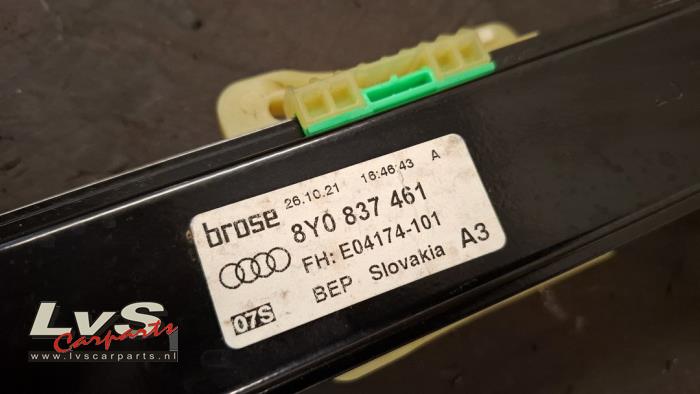 brose 26.10.21 16:46:43 A
8Y0 837 461
FH: E04174-101
BEP Slovakia A3
07S
LvS
Carparts
www.lvscarparts.nl